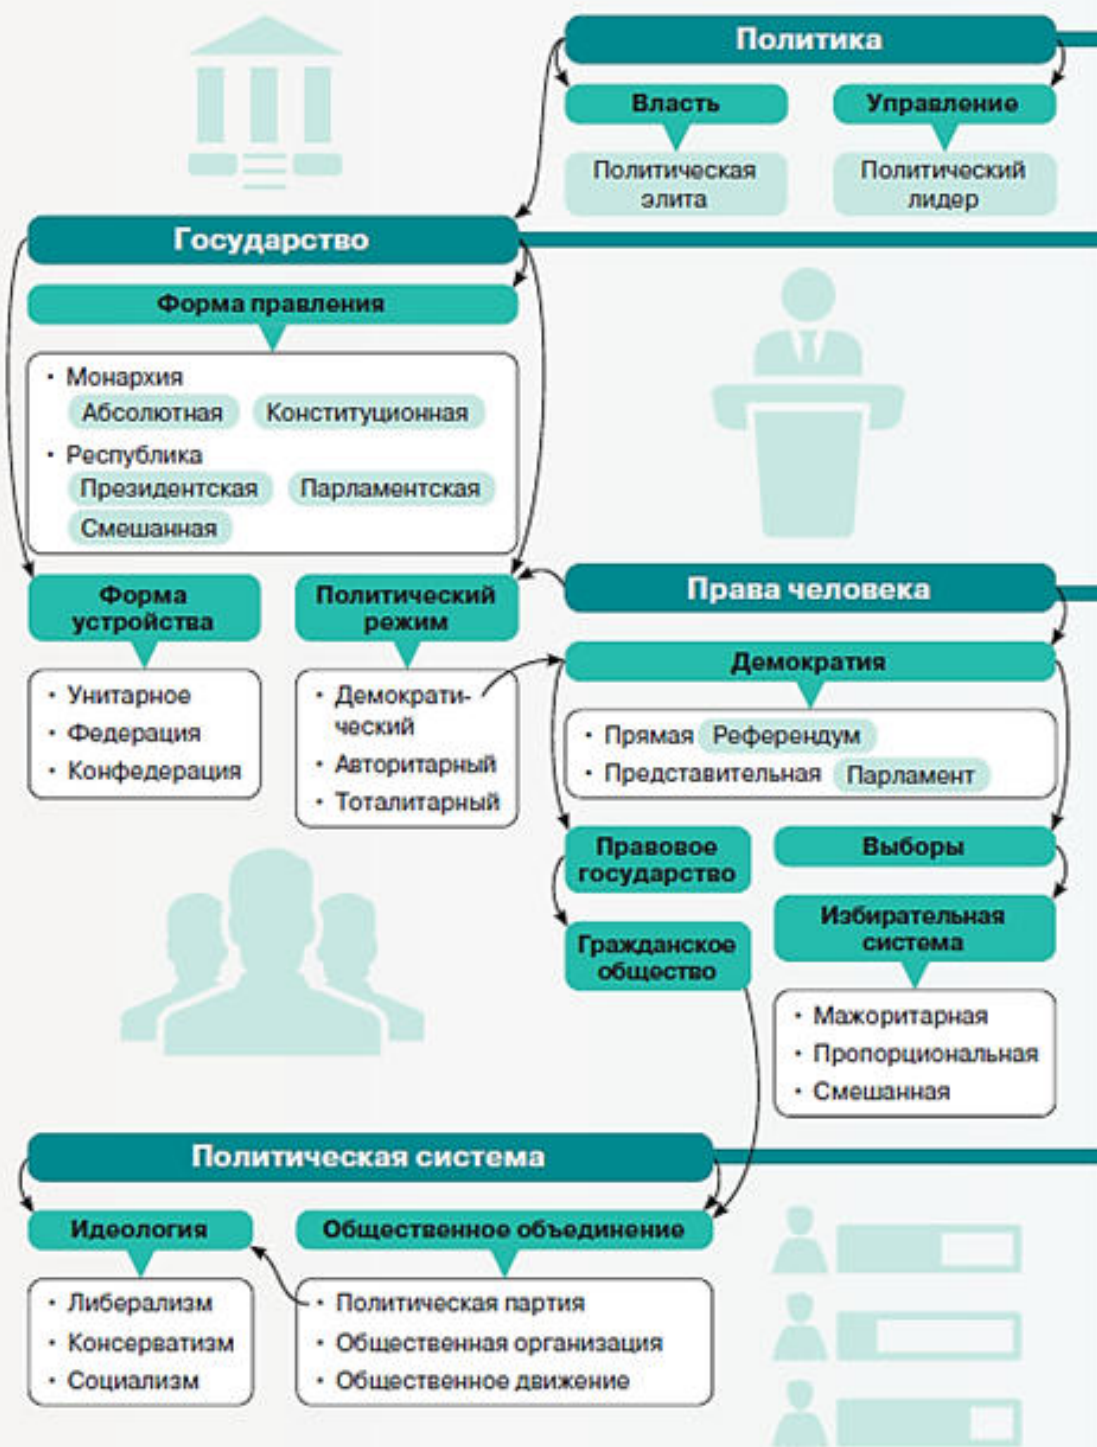 Политика
Власть
Управление
Политическая
элита
Политический
лидер
Государство
Форма правления
• Монархия
Абсолютная Конституционная
• Республика
Президентская Парламентская
Смешанная
Форма
устройства
• Унитарное
• Федерация
• Конфедерация
Политический
режим
• Демократи-
ческий
• Авторитарный
• Тоталитарный
Права человека
Демократия
• Прямая Референдум
• Представительная Парламент
Правовое
государство
Гражданское
общество
Выборы
Избирательная
система
• Мажоритарная
• Пропорциональная
• Смешанная
Политическая система
Идеология
• Либерализм
• Консерватизм
• Социализм
Общественное объединение
• Политическая партия
• Общественная организация
• Общественное движение